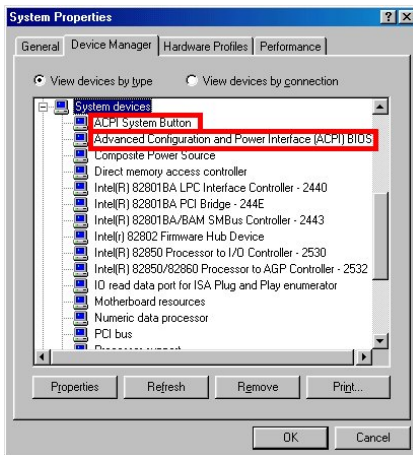 System Properties
General Device Manager Hardware Profiles Performance
View devices by type View devices by connection
System devices
ACPI System Button
Advanced Configuration and Power Interface (ACPI) BIOS
Composite Power Source
Direct memory access controller
Intel(R) 82801BA LPC Interface Controller - 2440
Intel(R) 82801BA PCI Bridge - 244E
Intel(R) 82801BA/BAM SMBus Controller - 2443
Intel(r) 82802 Firmware Hub Device
Intel(R) 82850 Processor to I/O Controller - 2530
Intel(R) 82850/82860 Processor to AGP Controller - 2532
IO read data port for ISA Plug and Play enumerator
Motherboard resources
Numeric data processor
PCI bus
Properties Refresh Remove Print...
OK Cancel